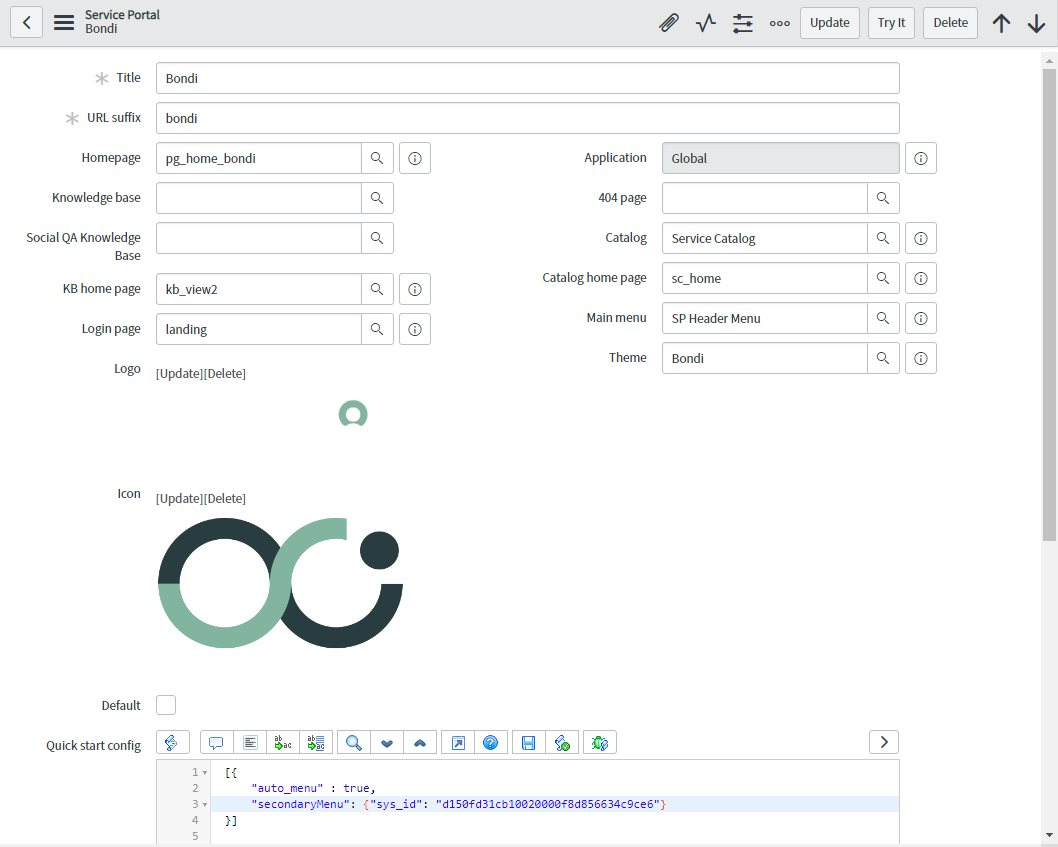 Service Portal
Bondi
Update
Try It
Delete
Title
Bondi
URL suffix
bondi
Homepage
pg_home_bondi
Application
Global
Knowledge base
404 page
Social QA Knowledge
Base
Catalog
Service Catalog
KB home page
kb_view2
Catalog home page
sc_home
Login page
landing
Main menu
SP Header Menu
Theme
Bondi
Logo
[Update][Delete]
Icon
[Update][Delete]
Default
Quick start config
1 [{
2 "auto_menu" : true,
3 "secondaryMenu": {"sys_id": "d150fd31cb10020000f8d856634c9ce6"}
4 }]
5